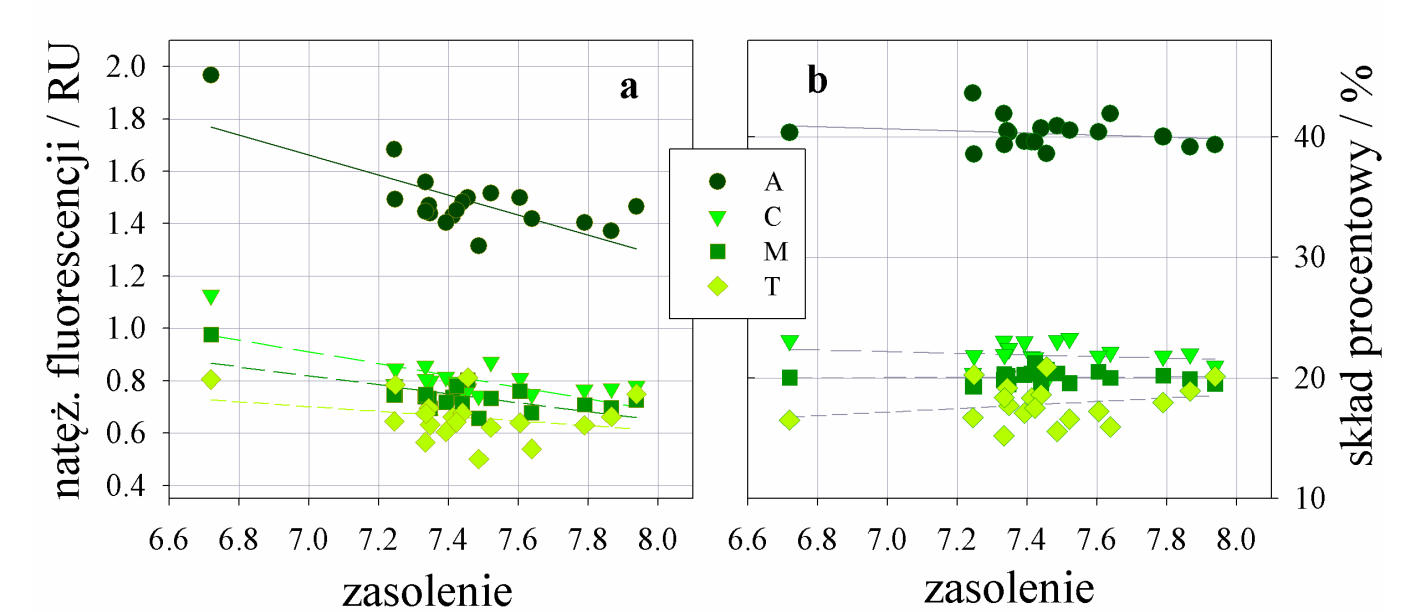 natęż. fluorescencji / RU
2.0
1.8
1.6
1.4
1.2
1.0
0.8
0.6
0.4
a
6.6 6.8 7.0 7.2 7.4 7.6 7.8 8.0
zasolenie
A
C
M
T
b
40
30
20
10
skład procentowy / %
6.6 6.8 7.0 7.2 7.4 7.6 7.8 8.0
zasolenie